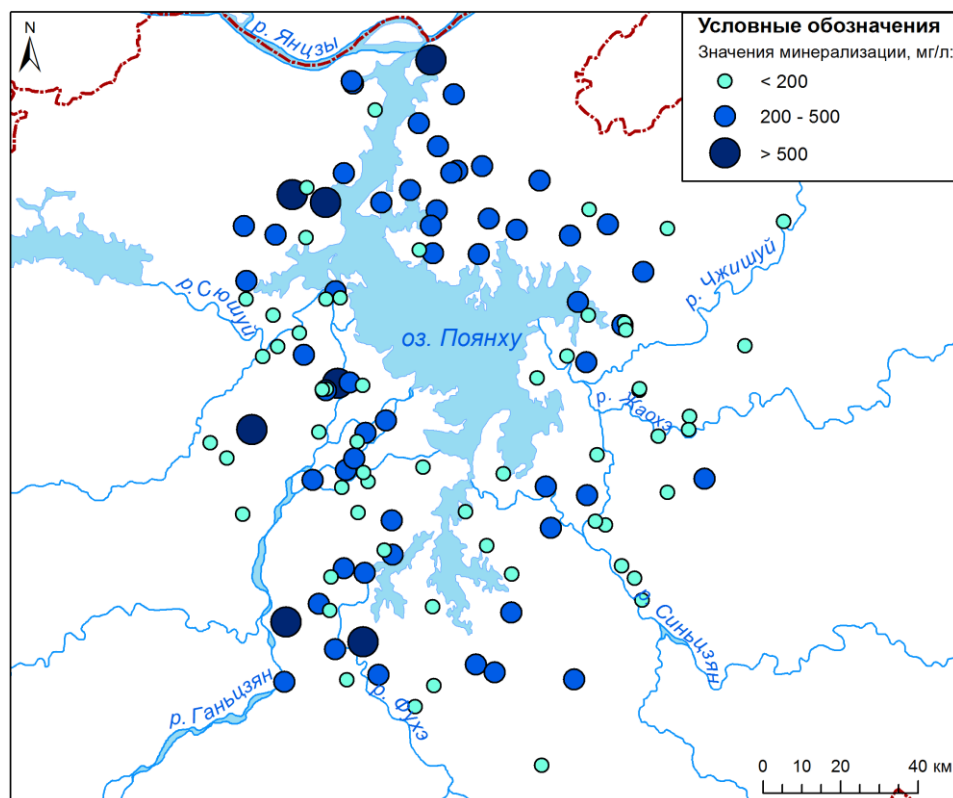 N
р. Янцзы
Условные обозначения
Значения минерализации, мг/л:
< 200
200 - 500
> 500
р. Чжишуй
р.Сюшуй
оз. Поянху
р. Жаохэ
р. Синьцзян
р. Ганьцзян
р. Фухэ
0 10 20 40 км